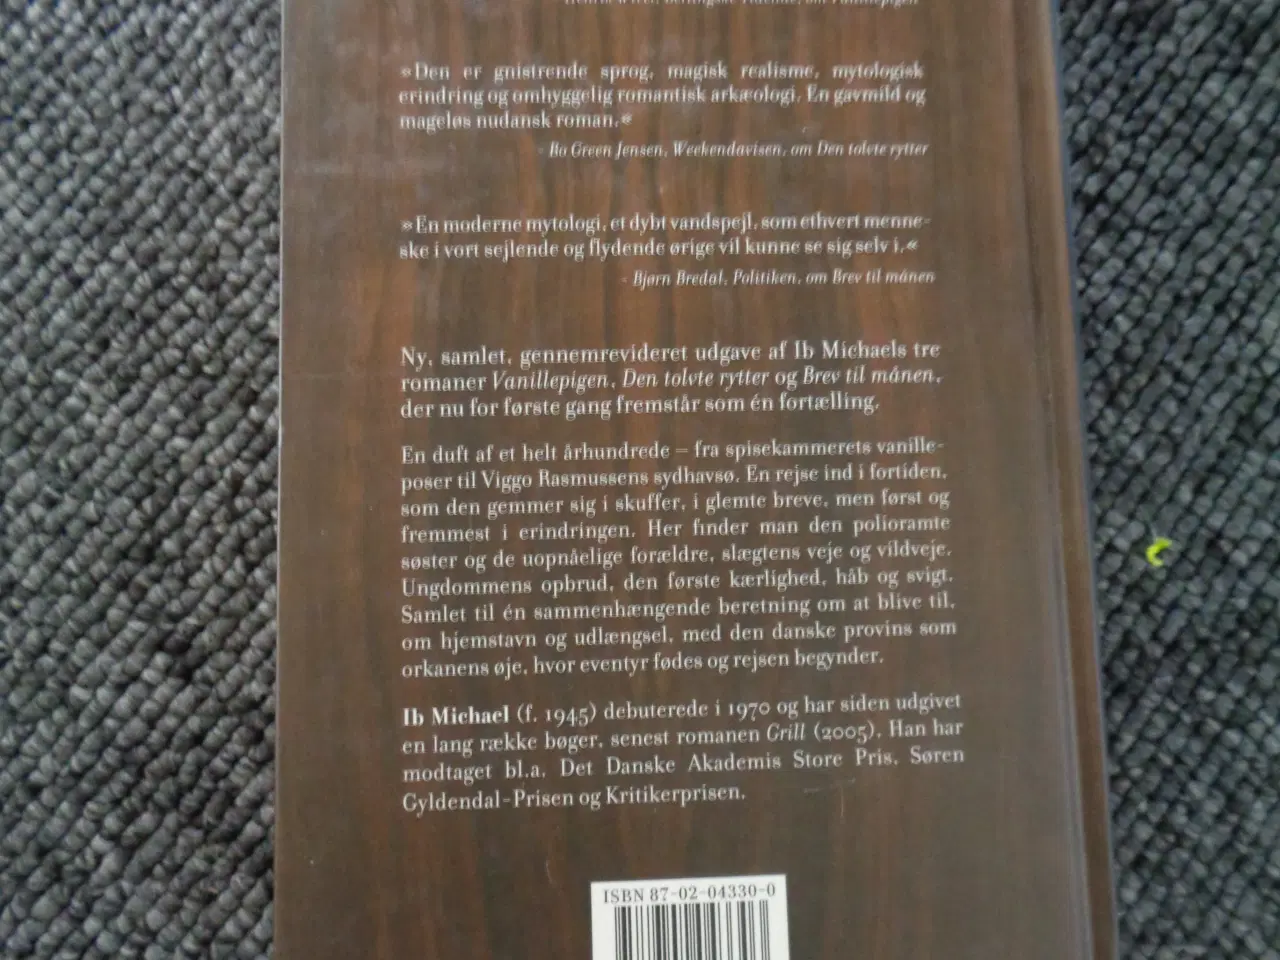 Berlingske Tidende, om Vanillepigen
»Den er gnistrende sprog, magisk realisme, mytologisk
erindring og omhyggelig romantisk arkæologi. En gavmild og
mageløs nudansk roman.«
- Bo Green Jensen, Weekendavisen, om Den tolvte rytter
»En moderne mytologi, et dybt vandspejl, som ethvert menne-
ske i vort sejlende og flydende ørige vil kunne se sig selv i.«
- Bjørn Bredal, Politiken, om Brev til månen
Ny, samlet, gennemrevideret udgave af Ib Michaels tre
romaner Vanillepigen, Den tolvte rytter og Brev til månen,
der nu for første gang fremstår som én fortælling.
En duft af et helt århundrede – fra spisekammerets vanille-
poser til Viggo Rasmussens sydhavsø. En rejse ind i fortiden,
som den gemmer sig i skuffer, i glemte breve, men først og
fremmest i erindringen. Her finder man den polioramte
søster og de uopnåelige forældre, slægtens veje og vildveje.
Ungdommens opbrud, den første kærlighed, håb og svigt.
Samlet til én sammenhængende beretning om at blive til,
om hjemstavn og udlængsel, med den danske provins som
orkanens øje, hvor eventyr fødes og rejsen begynder.
Ib Michael (f. 1945) debuterede i 1970 og har siden udgivet
en lang række bøger, senest romanen Grill (2005). Han har
modtaget bl.a. Det Danske Akademis Store Pris, Søren
Gyldendal-Prisen og Kritikerprisen.
ISBN 87-02-04330-0